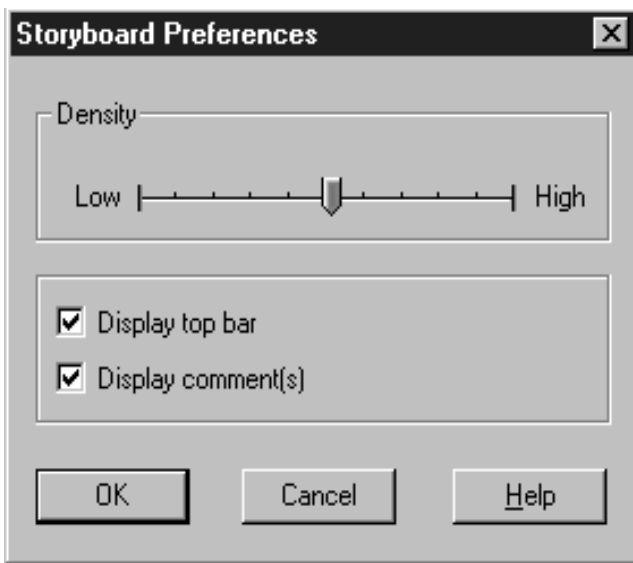 Storyboard Preferences
Density
Low High
Display top bar
Display comment(s)
OK Cancel Help